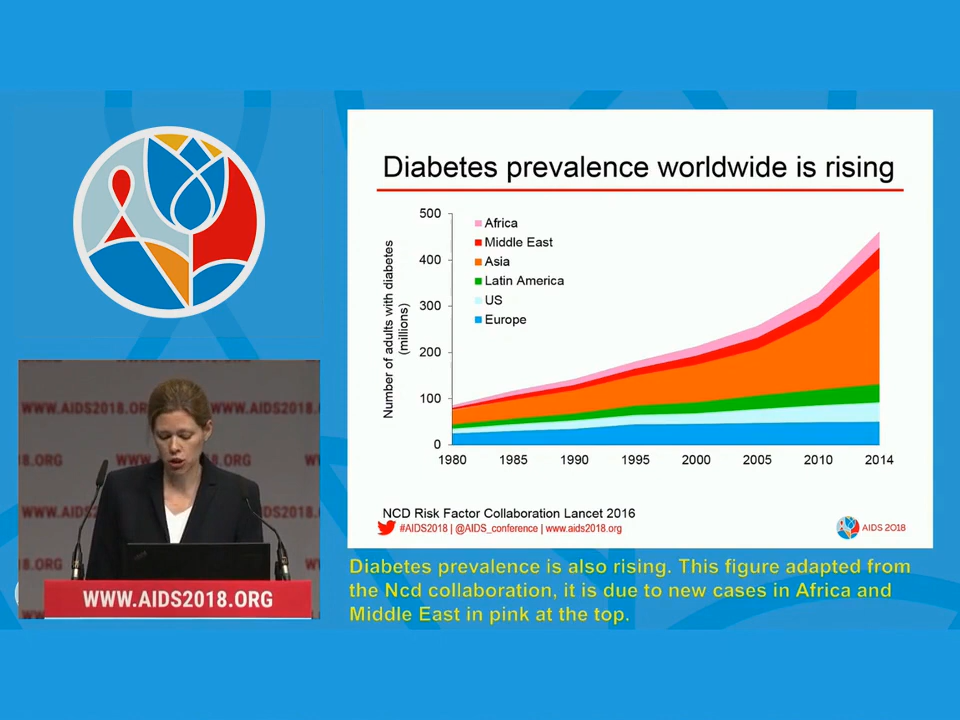 Diabetes prevalence worldwide is rising
Number of adults with diabetes
(millions)
500
400
300
200
100
0
Africa
Middle East
Asia
Latin America
US
Europe
1980 1985 1990 1995 2000 2005 2010 2014
NCD Risk Factor Collaboration Lancet 2016
#AIDS2018 | @AIDS_conference | www.aids2018.org
AIDS 2018
WWW.AIDS2018.ORG WWW.AIDS2018.
18.ORG WWW.AIDS2018.ORG WW
WWW.AIDS2 DS2018.
18.ORG
WWW.AIDS2018.ORG
Diabetes prevalence is also rising. This figure adapted from
the Ncd collaboration, it is due to new cases in Africa and
Middle East in pink at the top.